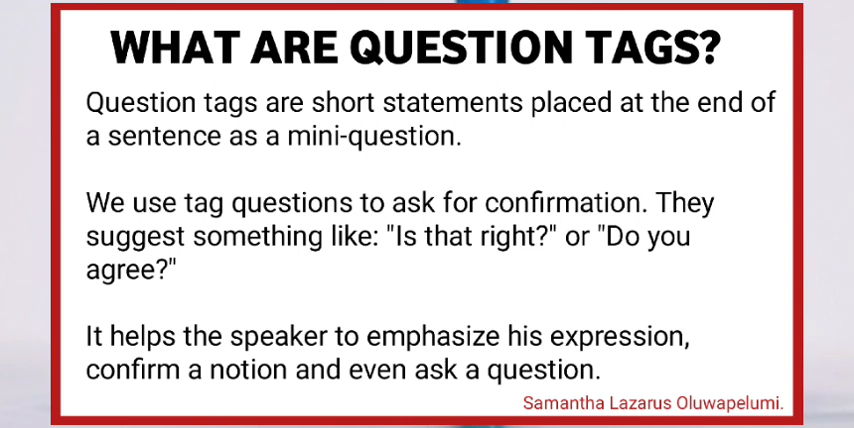 WHAT ARE QUESTION TAGS?
Question tags are short statements placed at the end of
a sentence as a mini-question.
We use tag questions to ask for confirmation. They
suggest something like: "Is that right?" or "Do you
agree?"
It helps the speaker to emphasize his expression,
confirm a notion and even ask a question.
Samantha Lazarus Oluwapelumi.